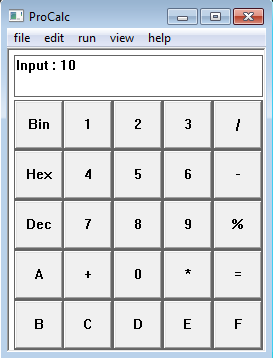 ProCalc
file edit run view help
Input : 10
Bin 1 2 3 /
Hex 4 5 6 -
Dec 7 8 9 %
A + 0 * =
B C D E F